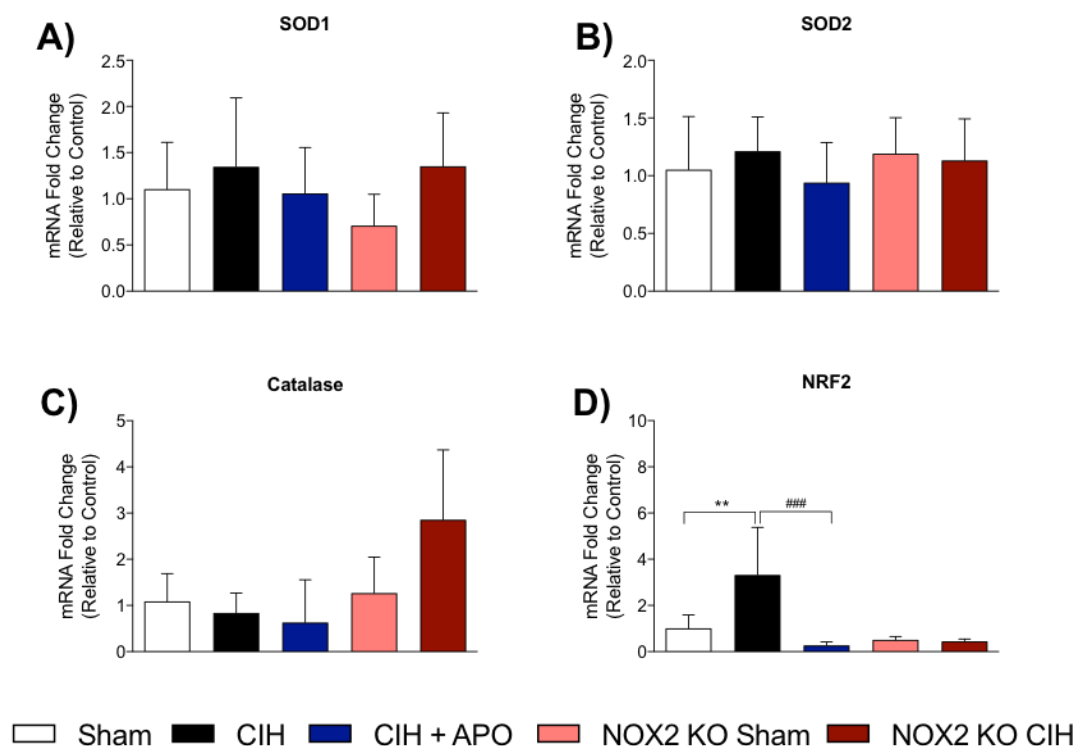 A)
SOD1
mRNA Fold Change
(Relative to Control)
2.5
2.0
1.5
1.0
0.5
0.0
B)
SOD2
mRNA Fold Change
(Relative to Control)
2.0
1.5
1.0
0.5
0.0
C)
Catalase
mRNA Fold Change
(Relative to Control)
5
4
3
2
1
0
D)
NRF2
mRNA Fold Change
(Relative to Control)
10
8
6
4
2
0
** ###
Sham CIH CIH + APO NOX2 KO Sham NOX2 KO CIH